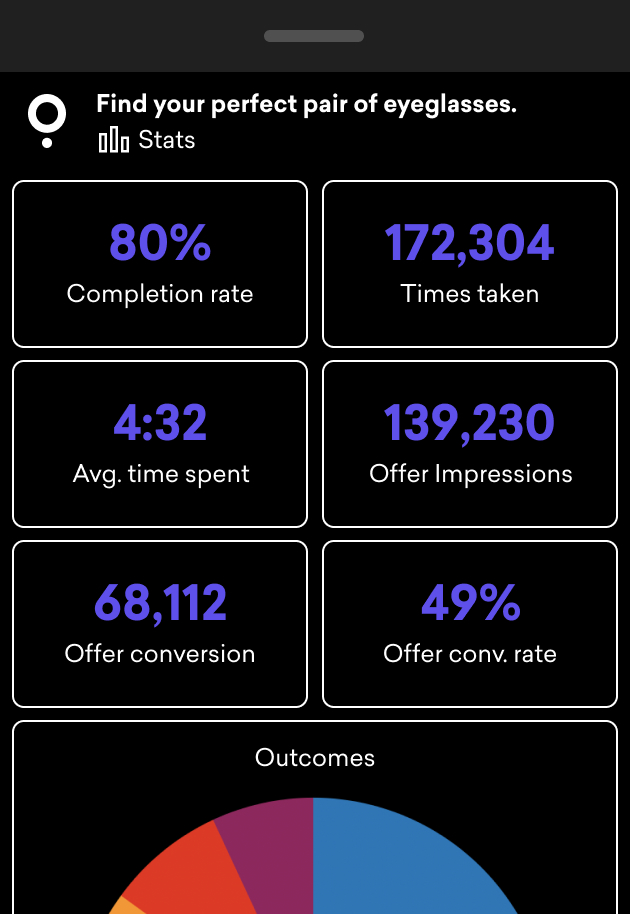 Find your perfect pair of eyeglasses.
Stats
80%
Completion rate
172,304
Times taken
4:32
Avg. time spent
139,230
Offer Impressions
68,112
Offer conversion
49%
Offer conv. rate
Outcomes